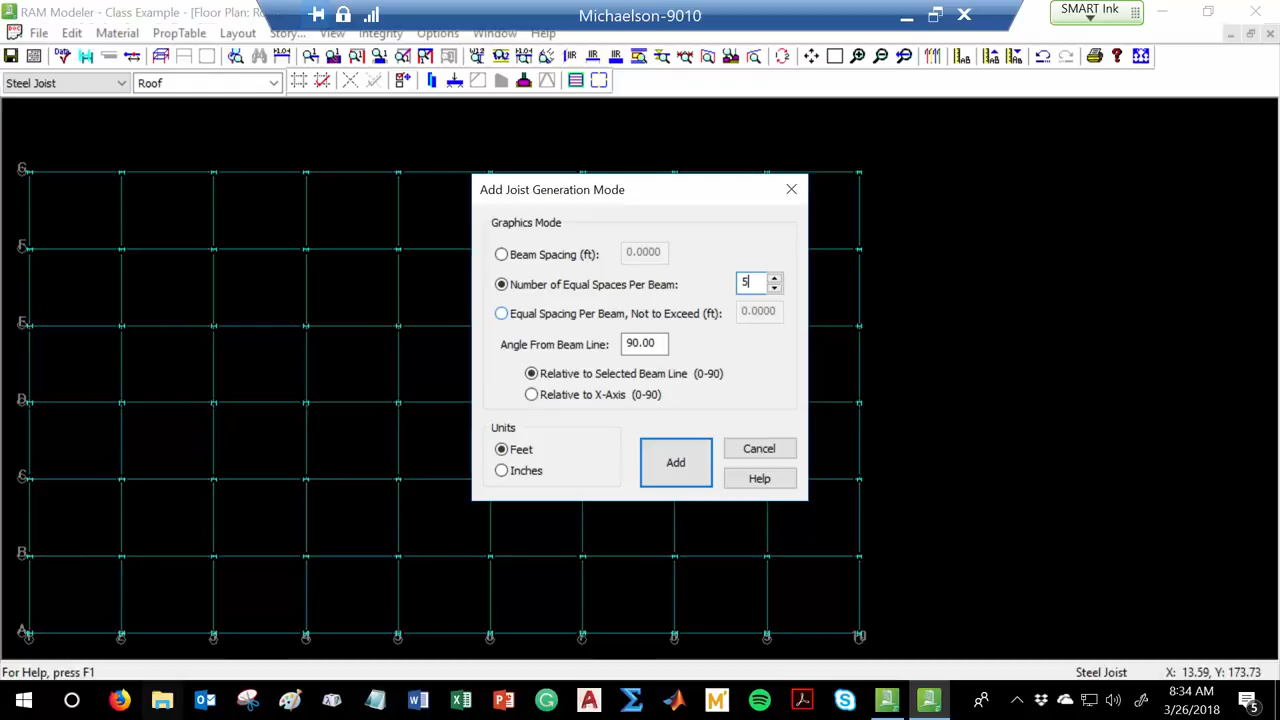 RAM Modeler - Class Example - [Floor Plan: Ro
Michaelson-9010
SMART Ink
File Edit Material PropTable Layout Story... View Integrity Options Window Help
Steel Joist
Roof
Add Joist Generation Mode
Graphics Mode
Beam Spacing (ft): 0.0000
Number of Equal Spaces Per Beam: 5
Equal Spacing Per Beam, Not to Exceed (ft): 0.0000
Angle From Beam Line: 90.00
Relative to Selected Beam Line (0-90)
Relative to X-Axis (0-90)
Units
Feet
Inches
Add
Cancel
Help
For Help, press F1
Steel Joist
X: 13.59, Y: 173.73
8:34 AM
3/26/2018
5